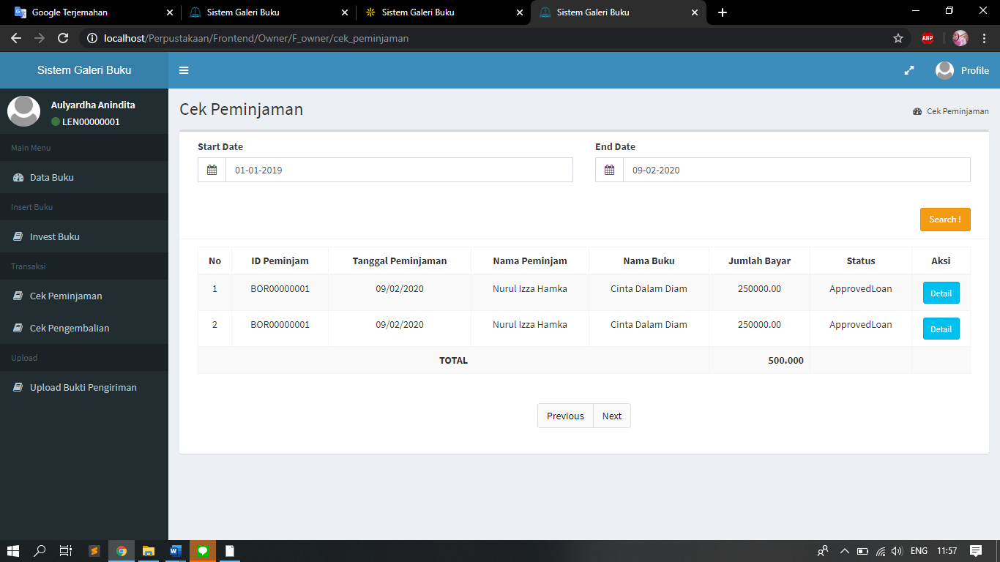 Google Terjemahan
Sistem Galeri Buku
Sistem Galeri Buku
Sistem Galeri Buku
localhost/Perpustakaan/Frontend/Owner/F_owner/cek_peminjaman
ABP
Sistem Galeri Buku
Profile
Aulyardha Anindita
LEN00000001
Main Menu
Data Buku
Insert Buku
Invest Buku
Transaksi
Cek Peminjaman
Cek Pengembalian
Upload
Upload Bukti Pengiriman
Cek Peminjaman
Cek Peminjaman
Start Date
End Date
01-01-2019
09-02-2020
Search !
No ID Peminjam Tanggal Peminjaman Nama Peminjam Nama Buku Jumlah Bayar Status Aksi
1 BOR00000001 09/02/2020 Nurul Izza Hamka Cinta Dalam Diam 250000.00 ApprovedLoan Detail
2 BOR00000001 09/02/2020 Nurul Izza Hamka Cinta Dalam Diam 250000.00 ApprovedLoan Detail
TOTAL 500.000
Previous Next
ENG 11:57